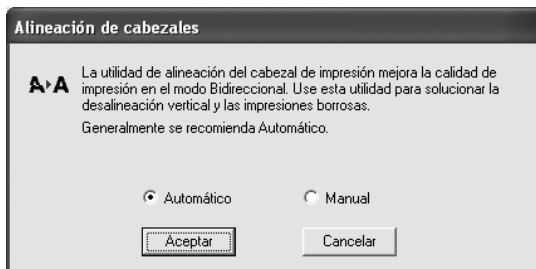 Alineación de cabezales
La utilidad de alineación del cabezal de impresión mejora la calidad de
impresión en el modo Bidireccional. Use esta utilidad para solucionar la
desalineación vertical y las impresiones borrosas.
A A
Generalmente se recomienda Automático.
Automático Manual
Aceptar Cancelar